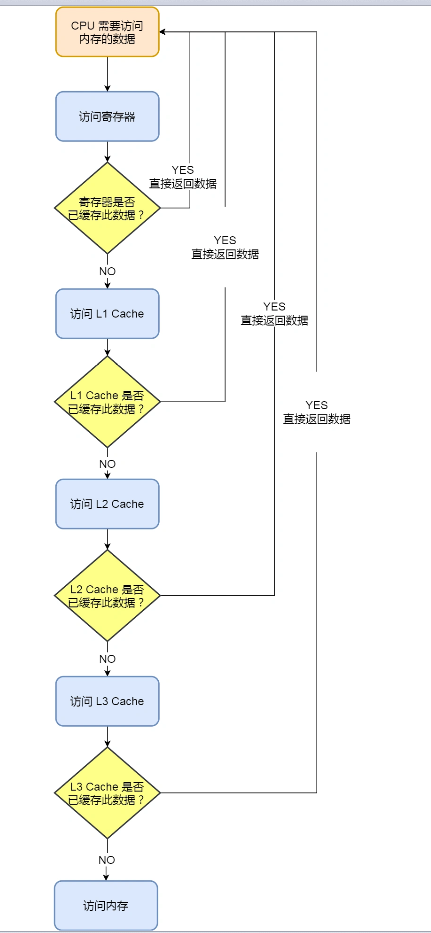 CPU 需要访问
内存的数据
访问寄存器
YES
直接返回数据
寄存器是否
已缓存此数据？
NO
YES
直接返回数据
访问 L1 Cache
YES
直接返回数据
L1 Cache 是否
已缓存此数据？
YES
直接返回数据
NO
访问 L2 Cache
L2 Cache 是否
已缓存此数据？
NO
访问 L3 Cache
L3 Cache 是否
已缓存此数据？
NO
访问内存